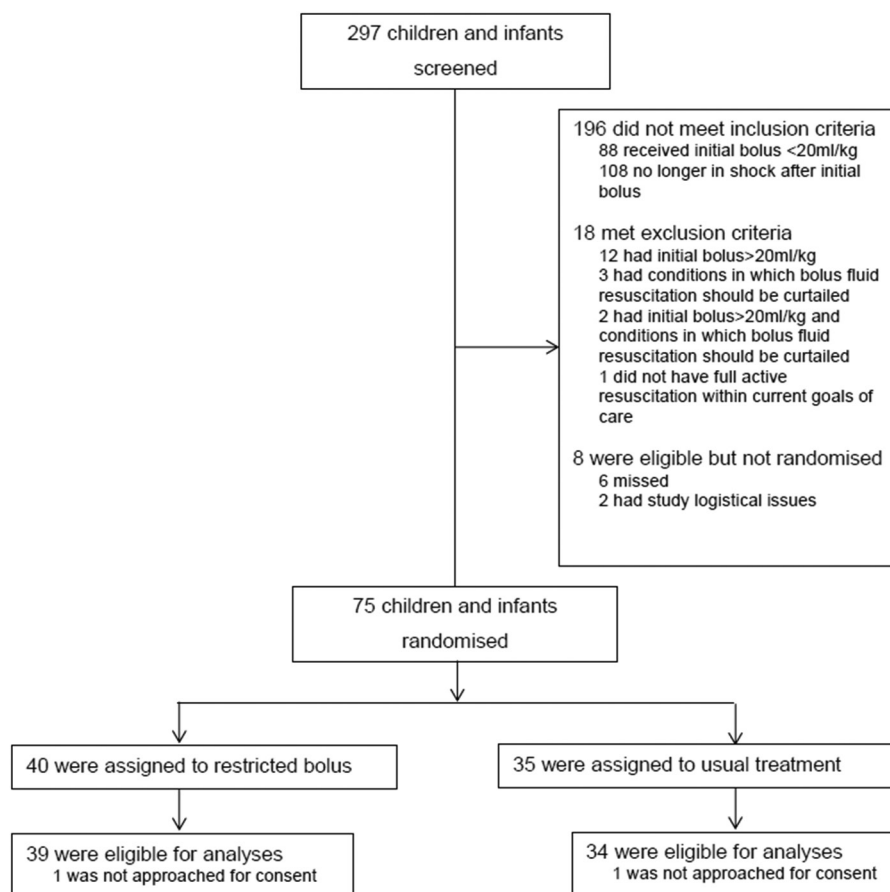 297 children and infants
screened
196 did not meet inclusion criteria
88 received initial bolus <20ml/kg
108 no longer in shock after initial
bolus
18 met exclusion criteria
12 had initial bolus>20ml/kg
3 had conditions in which bolus fluid
resuscitation should be curtailed
2 had initial bolus>20ml/kg and
conditions in which bolus fluid
resuscitation should be curtailed
1 did not have full active
resuscitation within current goals of
care
8 were eligible but not randomised
6 missed
2 had study logistical issues
75 children and infants
randomised
40 were assigned to restricted bolus
35 were assigned to usual treatment
39 were eligible for analyses
1 was not approached for consent
34 were eligible for analyses
1 was not approached for consent